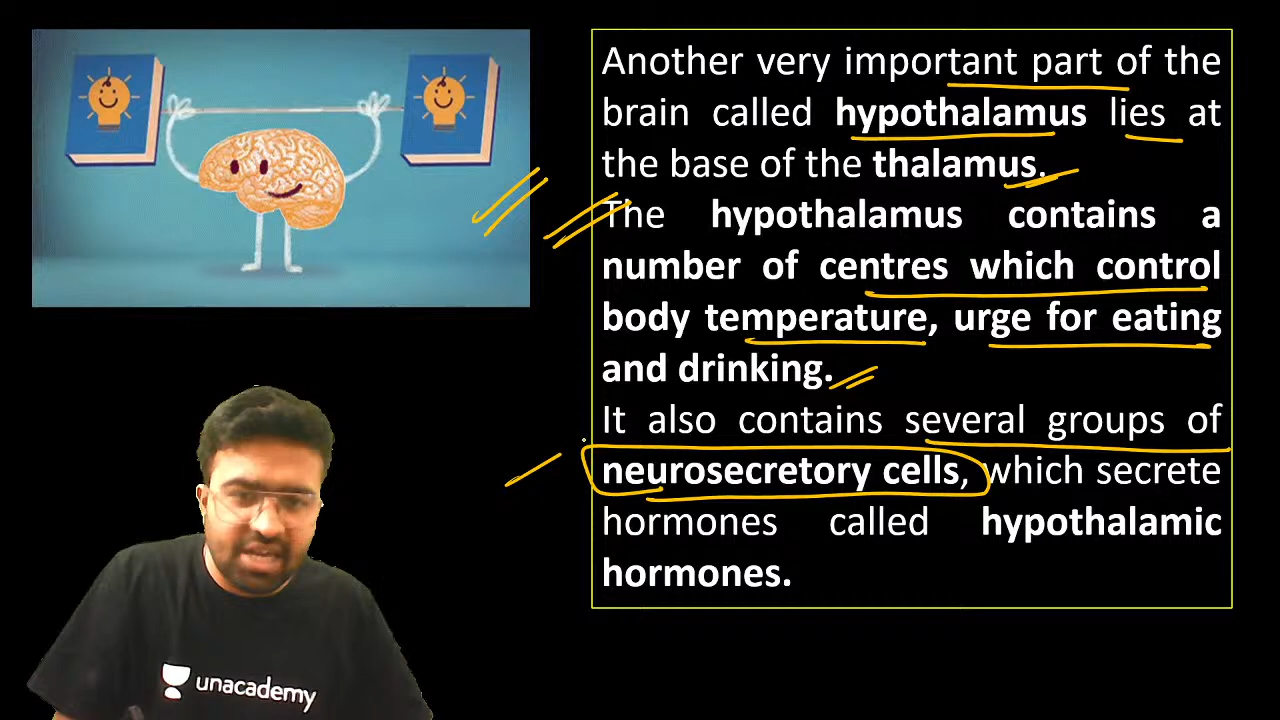 Another very important part of the
brain called hypothalamus lies at
the base of the thalamus.
The hypothalamus contains a
number of centres which control
body temperature, urge for eating
and drinking.
It also contains several groups of
neurosecretory cells, which secrete
hormones called hypothalamic
hormones.
unacademy